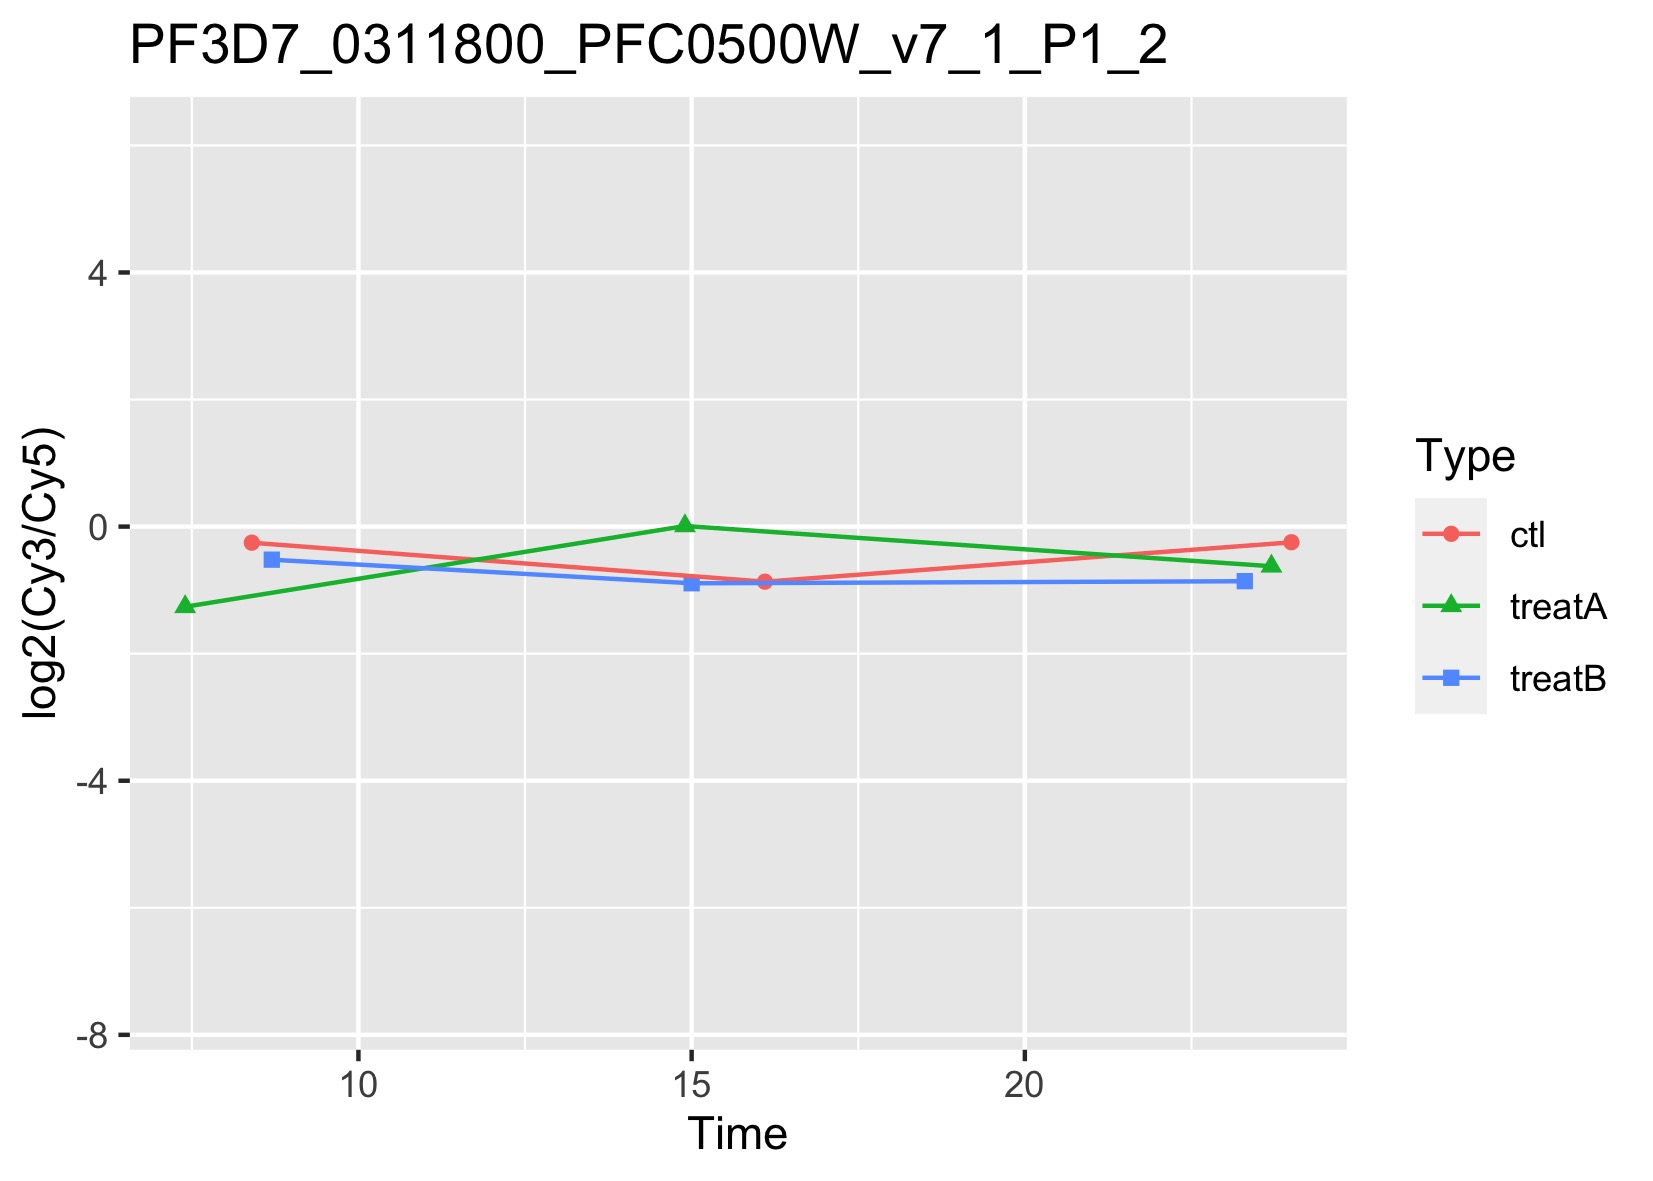 PF3D7_0311800_PFC0500W_v7_1_P1_2
log2(Cy3/Cy5)
4
0
-4
-8
10 15 20
Time
Type
ctl
treatA
treatB